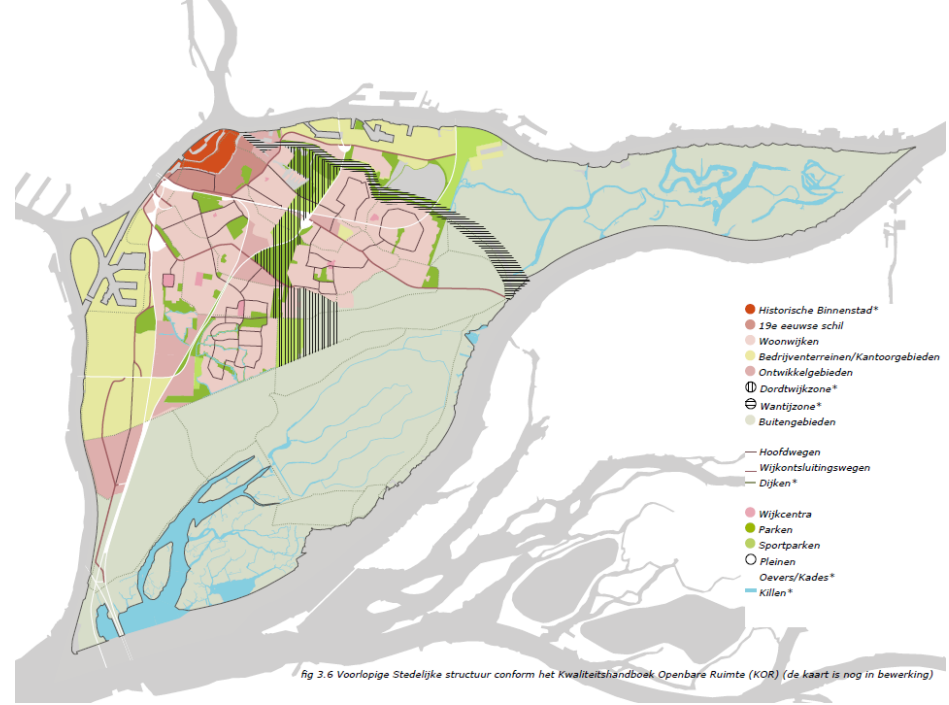 Historische Binnenstad*
19e eeuwse schil
Woonwijken
Bedrijventerreinen/Kantoorgebieden
Ontwikkelgebieden
Dordtwijkzone*
Wantijzone*
Buitengebieden
Hoofdwegen
Wijkontsluitingswegen
Dijken*
Wijkcentra
Parken
Sportparken
Pleinen
Oevers/Kades*
Killen*
fig 3.6 Voorlopige Stedelijke structuur conform het Kwaliteitshandboek Openbare Ruimte (KOR) (de kaart is nog in bewerking)